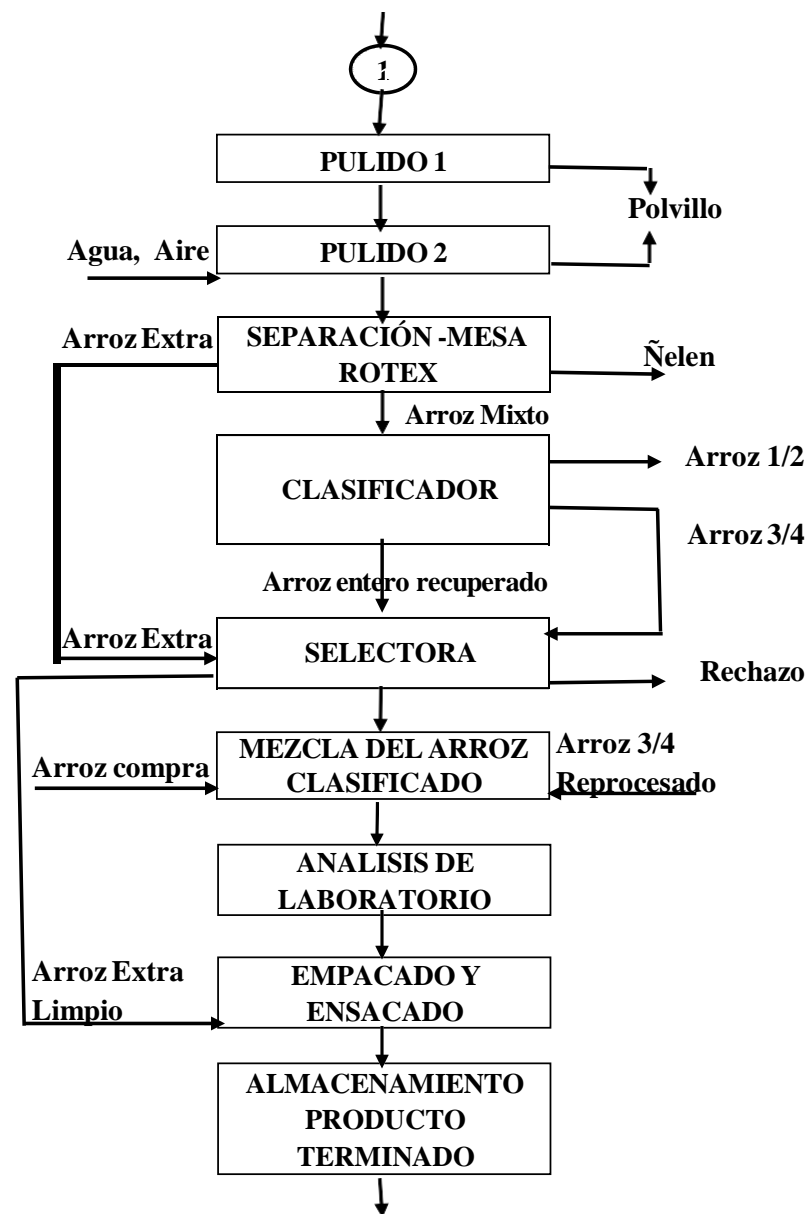 1
PULIDO 1
Polvillo
Agua, Aire
PULIDO 2
Arroz Extra
SEPARACIÓN -MESA
ROTEX
Ñelen
Arroz Mixto
CLASIFICADOR
Arroz 1/2
Arroz 3/4
Arroz entero recuperado
Arroz Extra
SELECTORA
Rechazo
Arroz compra
MEZCLA DEL ARROZ
CLASIFICADO
Arroz 3/4
Reprocesado
ANALISIS DE
LABORATORIO
Arroz Extra
Limpio
EMPACADO Y
ENSACADO
ALMACENAMIENTO
PRODUCTO
TERMINADO